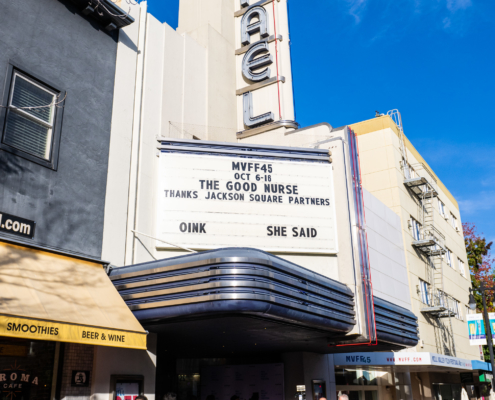 AEL
MVFF45
OCT 6-16
THE GOOD NURSE
THANKS JACKSON SQUARE PARTNERS
OINK SHE SAID
l.com
SMOOTHIES BEER & WINE
ROMA
CAFE
MVFF45